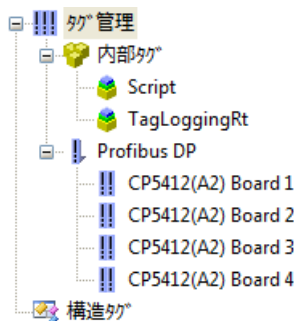 ﾀｸﾞ管理
内部ﾀｸﾞ
Script
TagLoggingRt
Profibus DP
CP5412(A2) Board 1
CP5412(A2) Board 2
CP5412(A2) Board 3
CP5412(A2) Board 4
構造ﾀｸﾞ